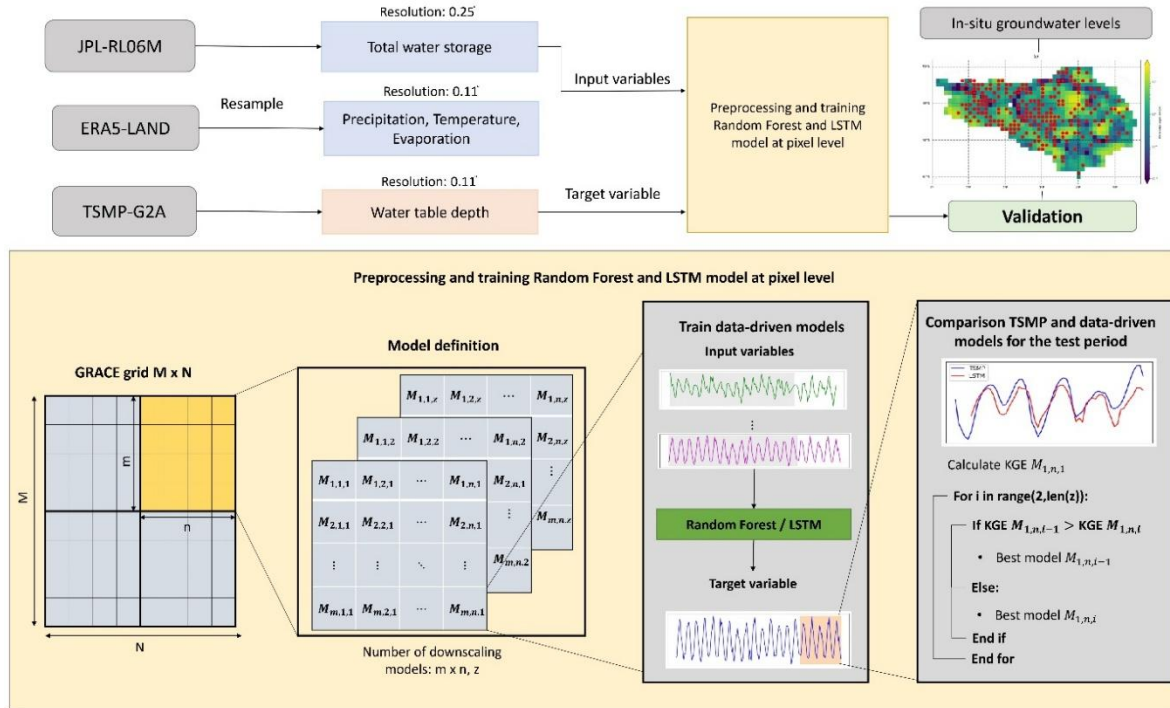 Resolution: 0.25°
JPL-RL06M
Total water storage
In-situ groundwater levels
Input variables
Resample
Resolution: 0.11°
ERA5-LAND
Precipitation, Temperature,
Evaporation
Preprocessing and training
Random Forest and LSTM
model at pixel level
Resolution: 0.11°
TSMP-G2A
Water table depth
Target variable
Validation
Preprocessing and training Random Forest and LSTM model at pixel level
GRACE grid M x N
M
m
n
N
Model definition
M1,1,z M1,2,z ⋯ M1,n,z
M1,1,2 M1,2,2 ⋯ M1,n,2 M2,n,z
M1,1,1 M1,2,1 ⋯ M1,n,1 M2,n,2 ⋮
M2,1,1 M2,2,1 ⋯ M2,n,1 ⋮ Mm,n,z
⋮ ⋮ ⋱ ⋮ Mm,n,2
Mm,1,1 Mm,2,1 ⋯ Mm,n,1
Number of downscaling
models: m x n, z
Train data-driven models
Input variables
⋮
Random Forest / LSTM
Target variable
Comparison TSMP and data-driven
models for the test period
TSMP
LSTM
Calculate KGE M1,n,1
For i in range(2,len(z)):
If KGE M1,n,i−1 > KGE M1,n,i
• Best model M1,n,i−1
Else:
• Best model M1,n,i
End if
End for